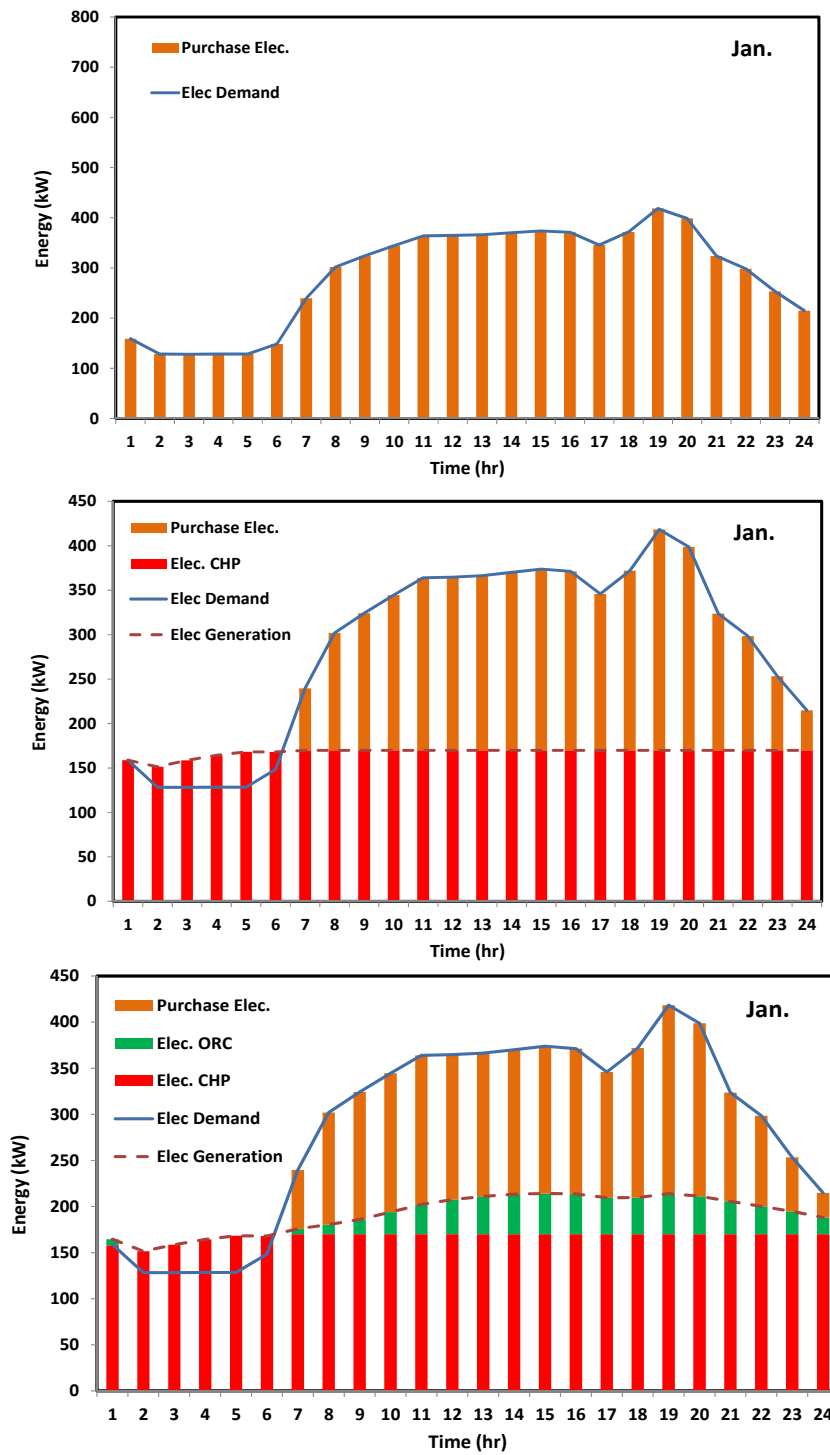 800
700
600
500
400
300
200
100
0
Energy (kW)
Purchase Elec.
Elec Demand
Jan.
1 2 3 4 5 6 7 8 9 10 11 12 13 14 15 16 17 18 19 20 21 22 23 24
Time (hr)
450
400
350
300
250
200
150
100
50
0
Energy (kW)
Purchase Elec.
Elec. CHP
Elec Demand
Elec Generation
Jan.
1 2 3 4 5 6 7 8 9 10 11 12 13 14 15 16 17 18 19 20 21 22 23 24
Time (hr)
450
400
350
300
250
200
150
100
50
0
Energy (kW)
Purchase Elec.
Elec. ORC
Elec. CHP
Elec Demand
Elec Generation
Jan.
1 2 3 4 5 6 7 8 9 10 11 12 13 14 15 16 17 18 19 20 21 22 23 24
Time (hr)